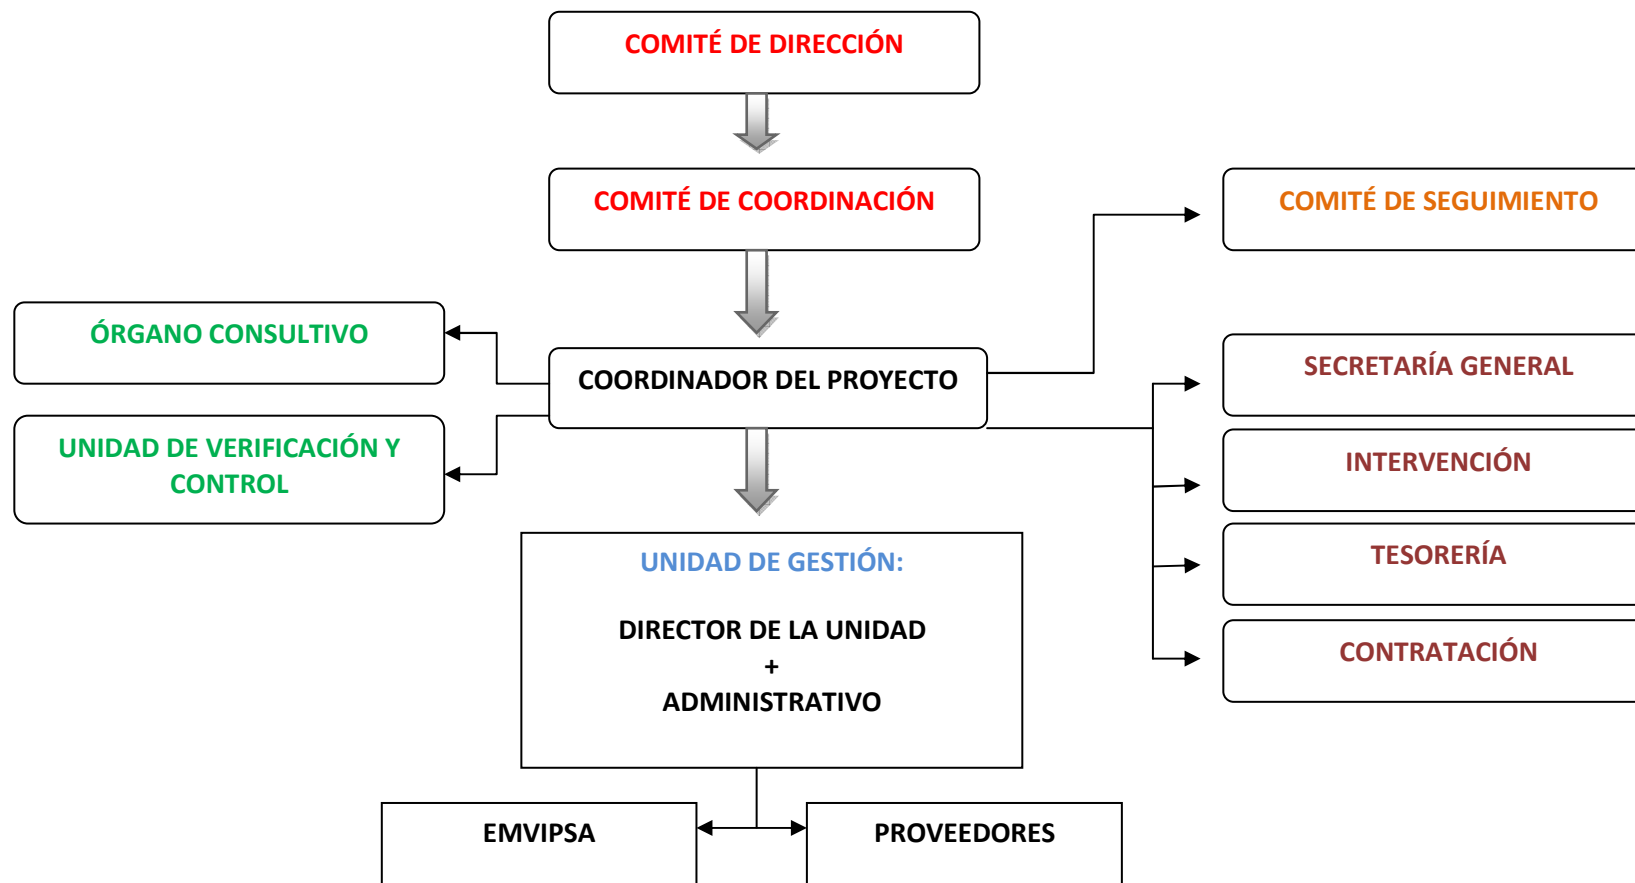 COMITÉ DE DIRECCIÓN
COMITÉ DE COORDINACIÓN
COMITÉ DE SEGUIMIENTO
ÓRGANO CONSULTIVO
COORDINADOR DEL PROYECTO
SECRETARÍA GENERAL
UNIDAD DE VERIFICACIÓN Y
CONTROL
INTERVENCIÓN
UNIDAD DE GESTIÓN:
DIRECTOR DE LA UNIDAD
+
ADMINISTRATIVO
TESORERÍA
CONTRATACIÓN
EMVIPSA
PROVEEDORES